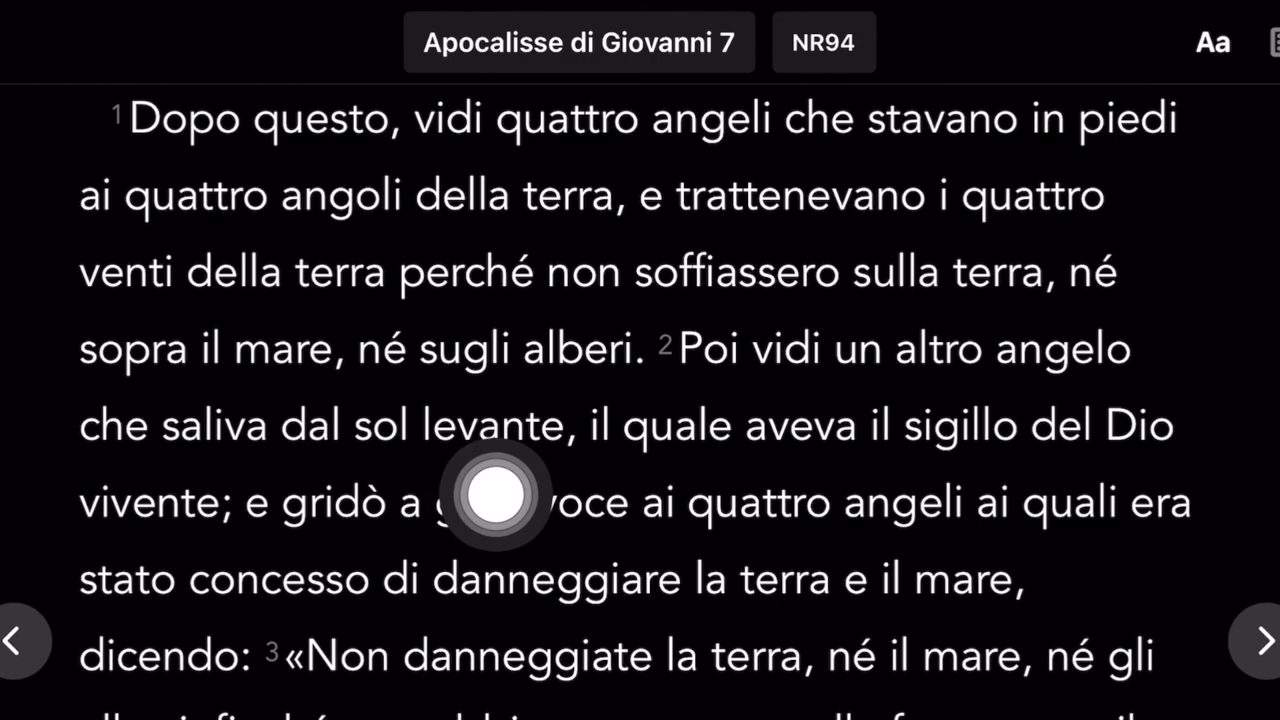 Apocalisse di Giovanni 7 NR94 Aa
1 Dopo questo, vidi quattro angeli che stavano in piedi
ai quattro angoli della terra, e trattenevano i quattro
venti della terra perché non soffiassero sulla terra, né
sopra il mare, né sugli alberi. 2 Poi vidi un altro angelo
che saliva dal sol levante, il quale aveva il sigillo del Dio
vivente; e gridò a voce ai quattro angeli ai quali era
stato concesso di danneggiare la terra e il mare,
dicendo: 3 «Non danneggiate la terra, né il mare, né gli